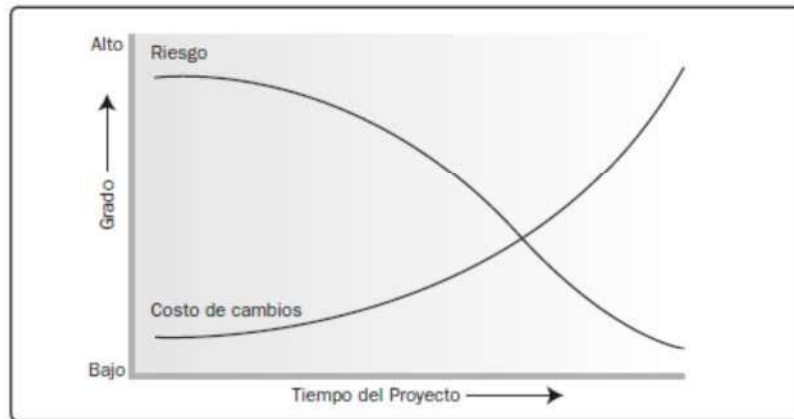 Alto
Riesgo
Grado
Costo de cambios
Bajo
Tiempo del Proyecto